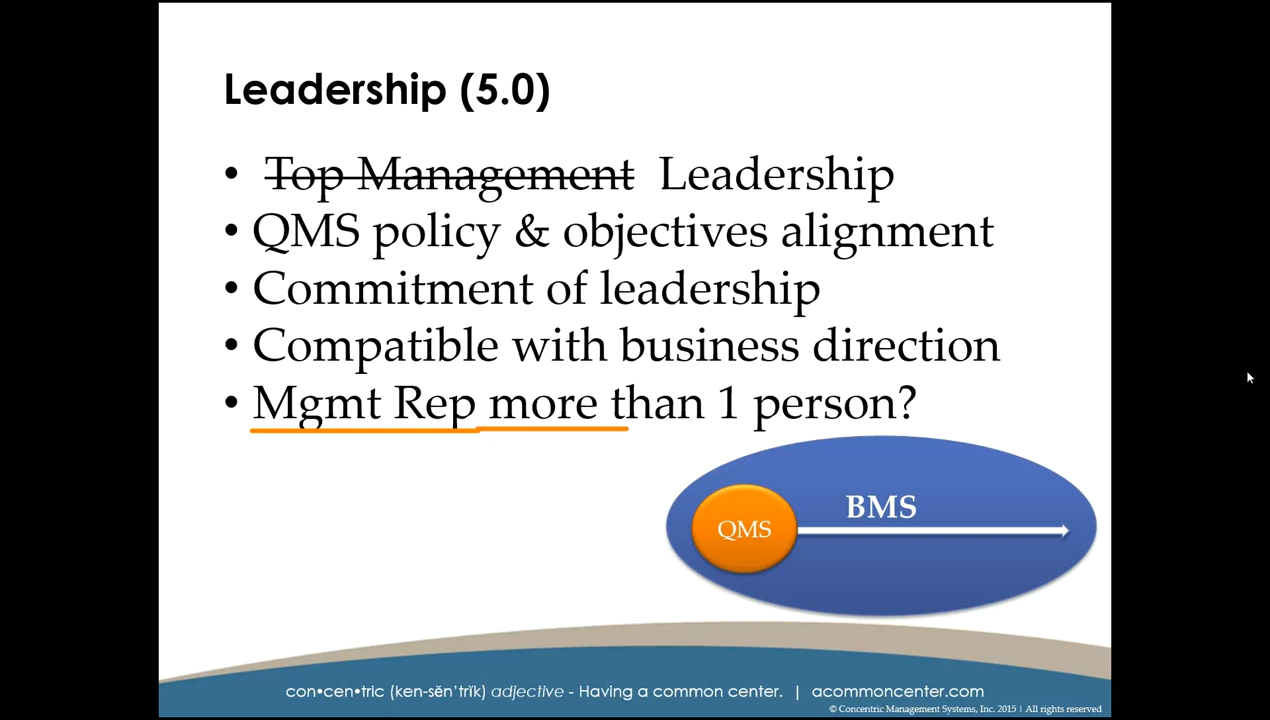 Leadership (5.0)
• Top Management Leadership
• QMS policy & objectives alignment
• Commitment of leadership
• Compatible with business direction
• Mgmt Rep more than 1 person?
BMS
QMS
con•cen•tric (ken-sĕn'trĭk) adjective - Having a common center. | acommoncenter.com
© Concentric Management Systems, Inc. 2015 | All rights reserved